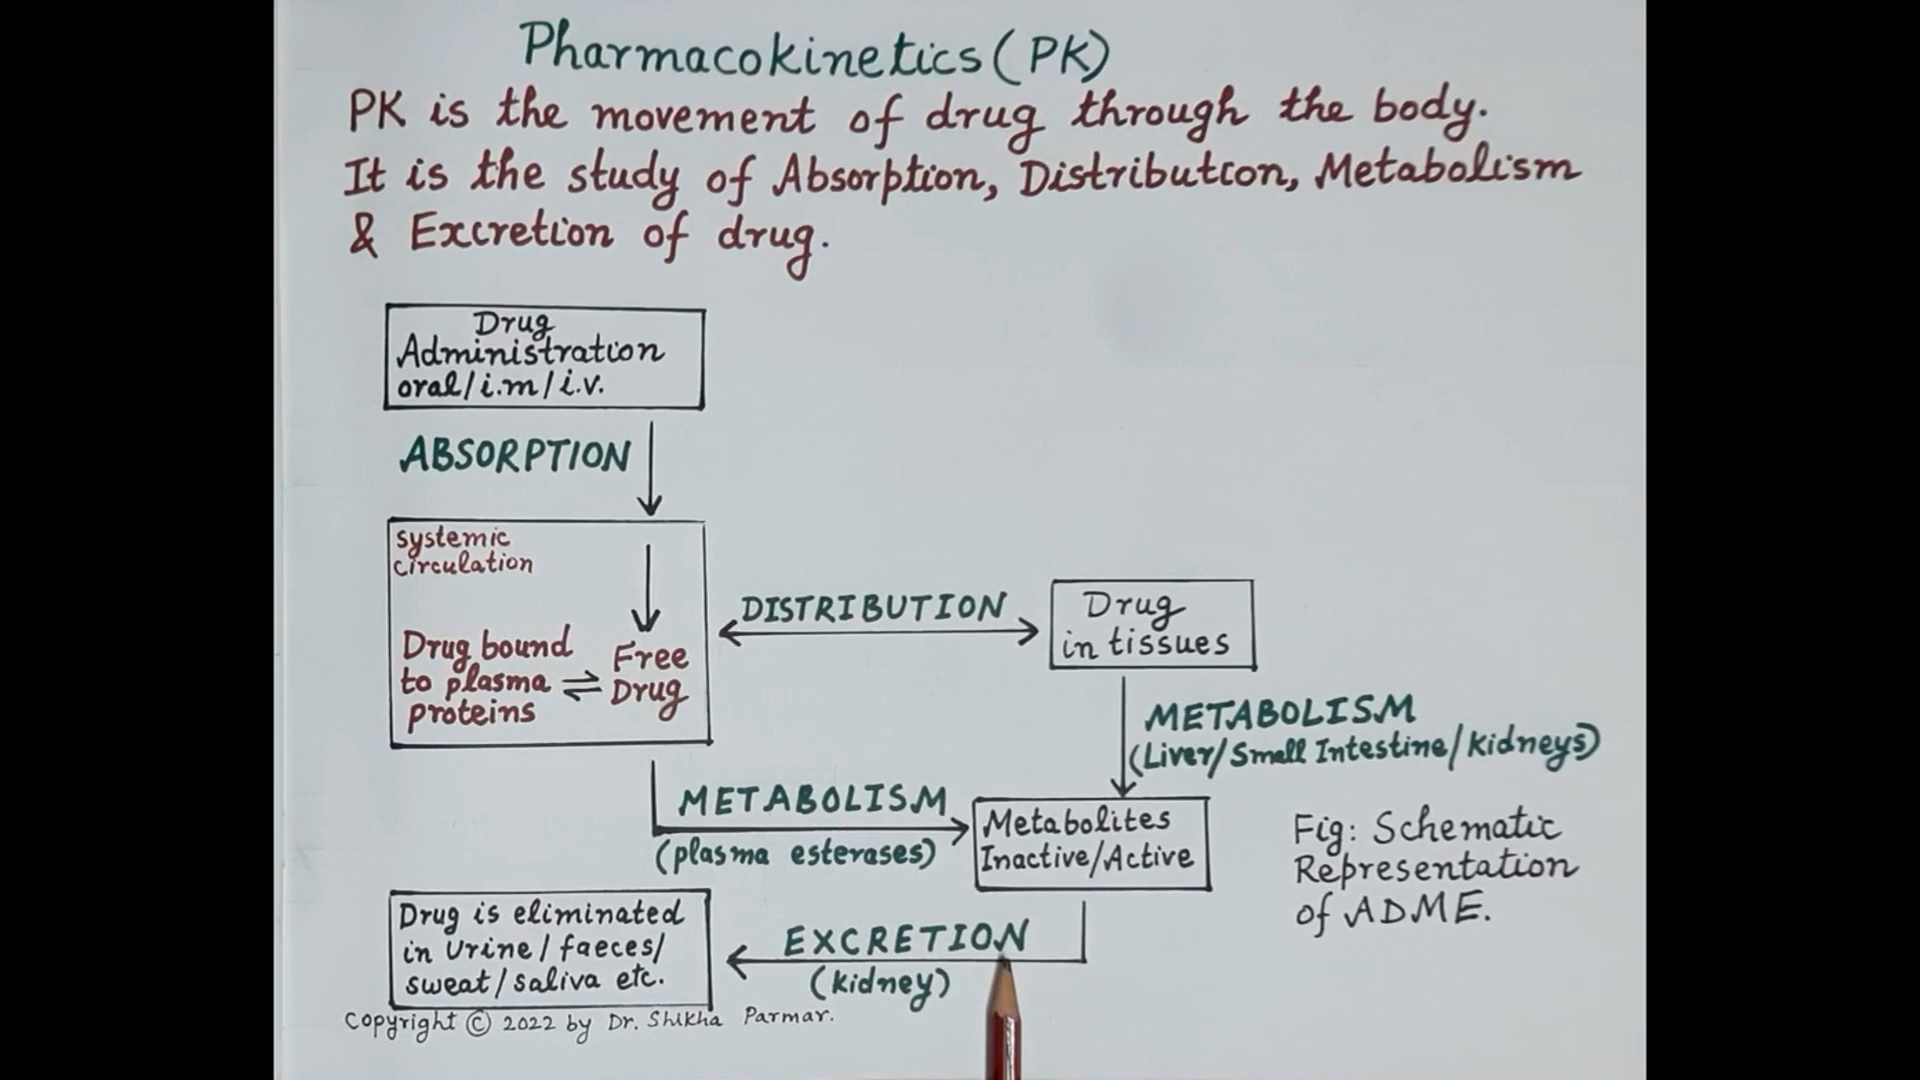 Pharmacokinetics (PK)
PK is the movement of drug through the body.
It is the study of Absorption, Distribution, Metabolism
& Excretion of drug.
Drug
Administration
oral/i.m/i.v.
ABSORPTION
systemic
circulation
Drug bound
to plasma
proteins
⇌
Free
Drug
DISTRIBUTION
Drug
in tissues
METABOLISM
(Liver/Small Intestine/Kidneys)
METABOLISM
(plasma esterases)
Metabolites
Inactive/Active
Fig: Schematic
Representation
of ADME.
EXCRETION
(kidney)
Drug is eliminated
in Urine/faeces/
sweat/saliva etc.
Copyright © 2022 by Dr. Shikha Parmar.